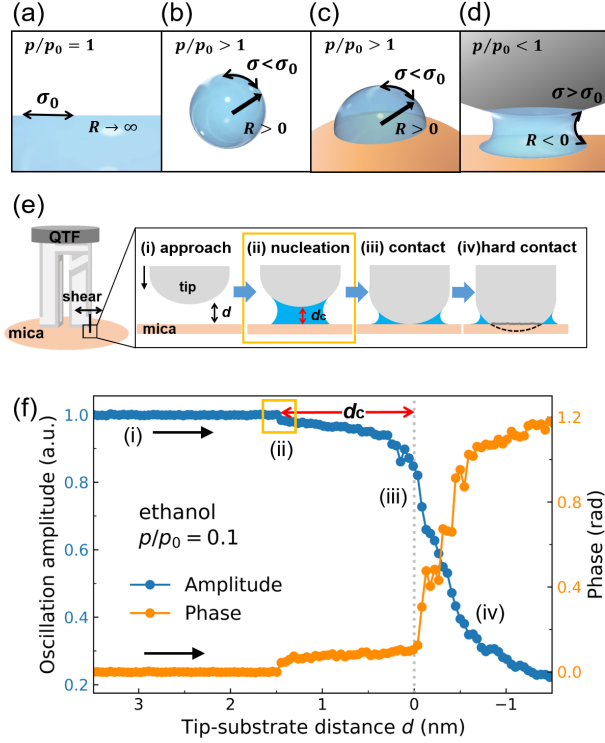 (a)
p/p₀ = 1
σ₀
R → ∞
(b)
p/p₀ > 1
σ<σ₀
R > 0
(c)
p/p₀ > 1
σ<σ₀
R > 0
(d)
p/p₀ < 1
σ>σ₀
R < 0
(e)
QTF
shear
mica
(i) approach
tip
d
mica
(ii) nucleation
d꜀
(iii) contact
(iv)hard contact
(f)
Oscillation amplitude (a.u.)
1.0
0.8
0.6
0.4
0.2
(i)
(ii)
d_C
(iii)
(iv)
ethanol
p/p₀ = 0.1
Amplitude
Phase
1.2
0.8
0.4
0.0
Phase (rad)
3 2 1 0 −1
Tip-substrate distance d (nm)